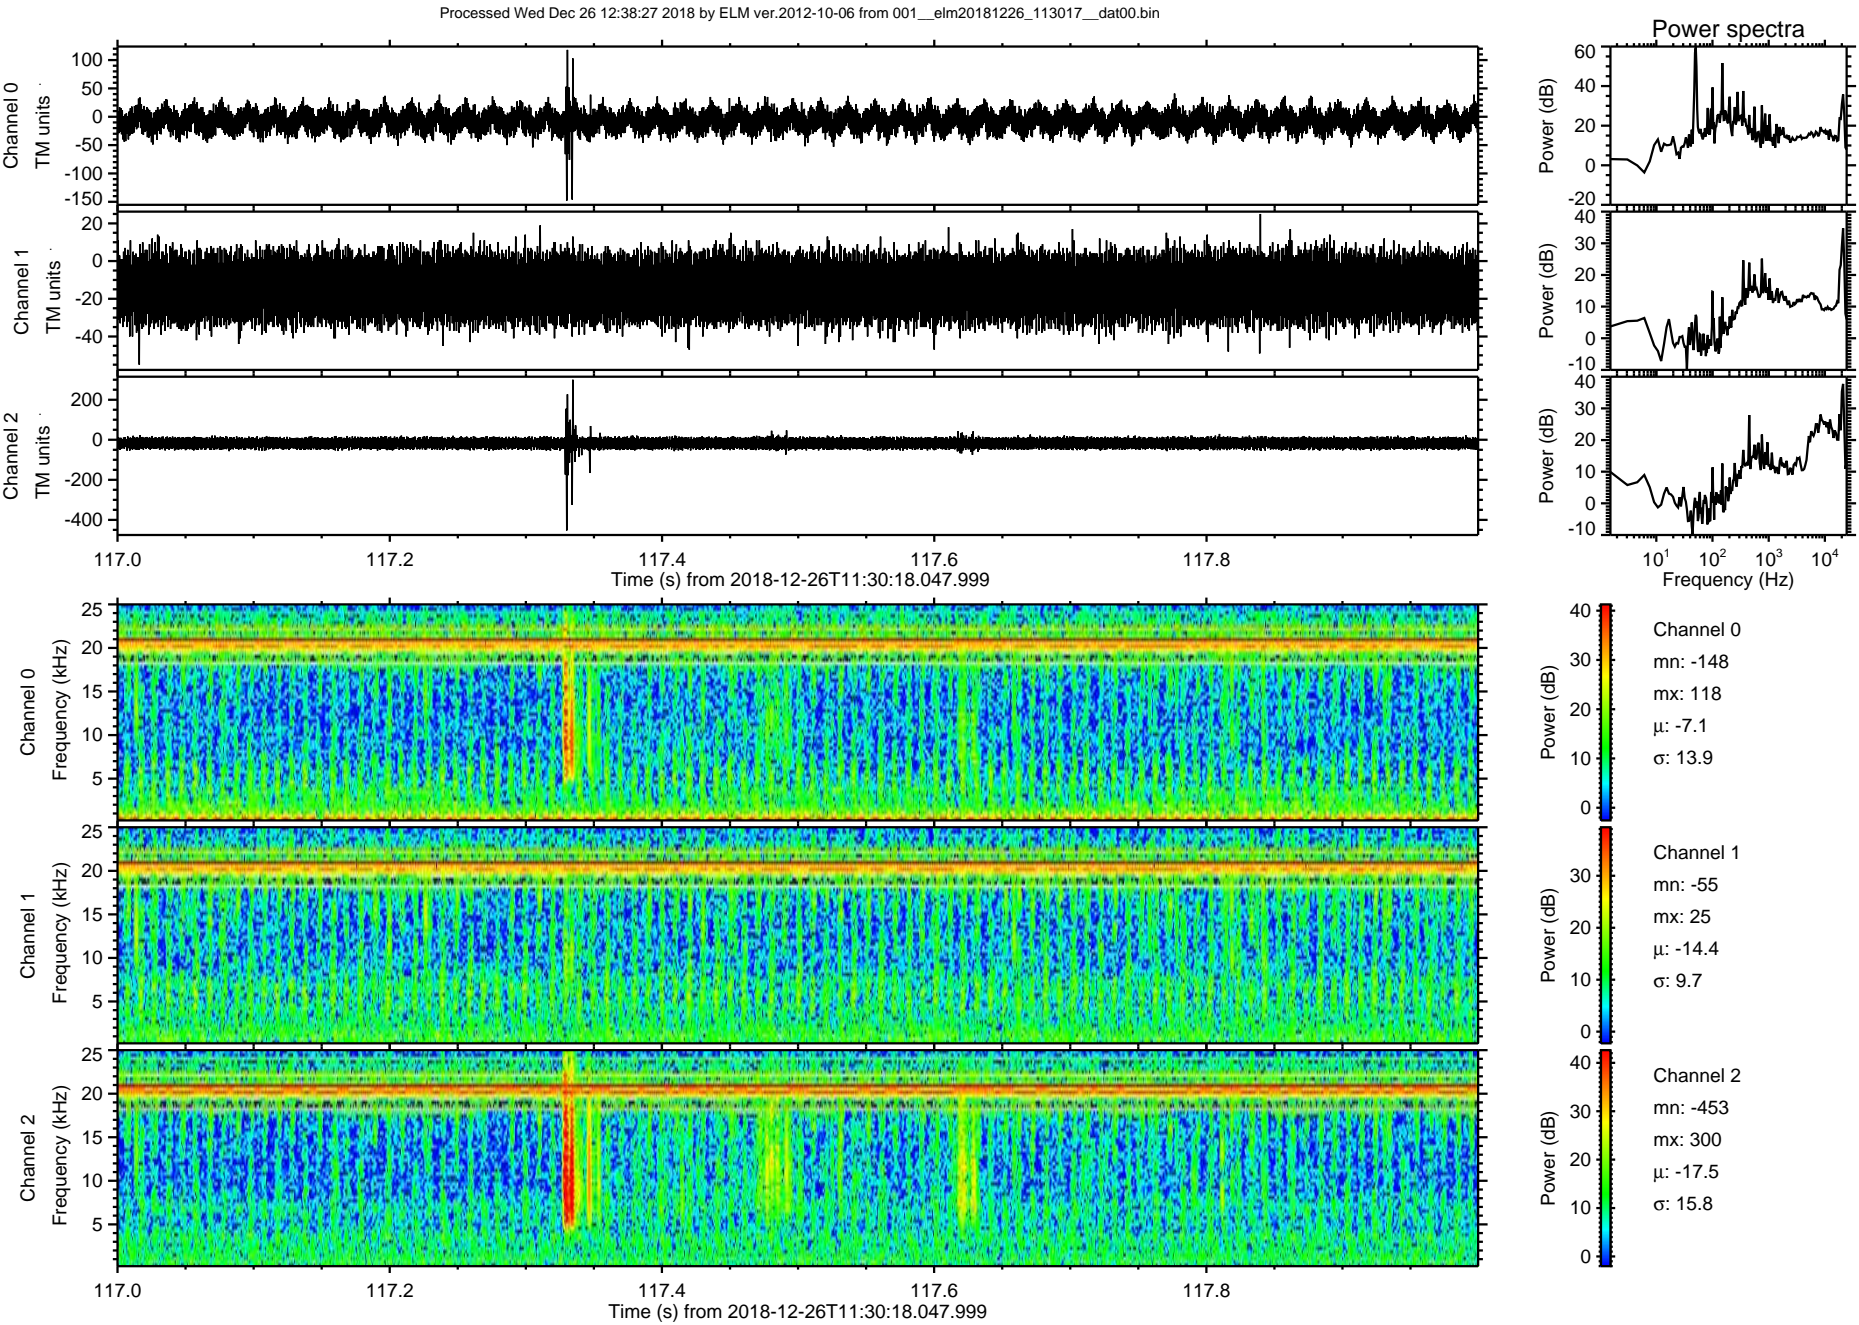 Processed Wed Dec 26 12:38:27 2018 by ELM ver.2012-10-06 from 001__elm20181226_113017__dat00.bin
Power spectra
Channel 0
TM units
100
50
0
-50
-100
-150
Power (dB)
60
40
20
0
-20
Channel 1
TM units
20
0
-20
-40
Power (dB)
40
30
20
10
0
-10
Channel 2
TM units
200
0
-200
-400
Power (dB)
40
30
20
10
0
-10
117.0 117.2 117.4 117.6 117.8
Time (s) from 2018-12-26T11:30:18.047.999
10¹ 10² 10³ 10⁴
Frequency (Hz)
Channel 0
Frequency (kHz)
25
20
15
10
5
Power (dB)
40
30
20
10
0
Channel 0
mn: -148
mx: 118
μ: -7.1
σ: 13.9
Channel 1
Frequency (kHz)
25
20
15
10
5
Power (dB)
30
20
10
0
Channel 1
mn: -55
mx: 25
μ: -14.4
σ: 9.7
Channel 2
Frequency (kHz)
25
20
15
10
5
Power (dB)
40
30
20
10
0
Channel 2
mn: -453
mx: 300
μ: -17.5
σ: 15.8
117.0 117.2 117.4 117.6 117.8
Time (s) from 2018-12-26T11:30:18.047.999